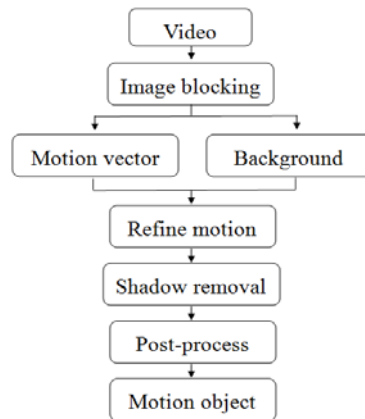 Video
Image blocking
Motion vector
Background
Refine motion
Shadow removal
Post-process
Motion object